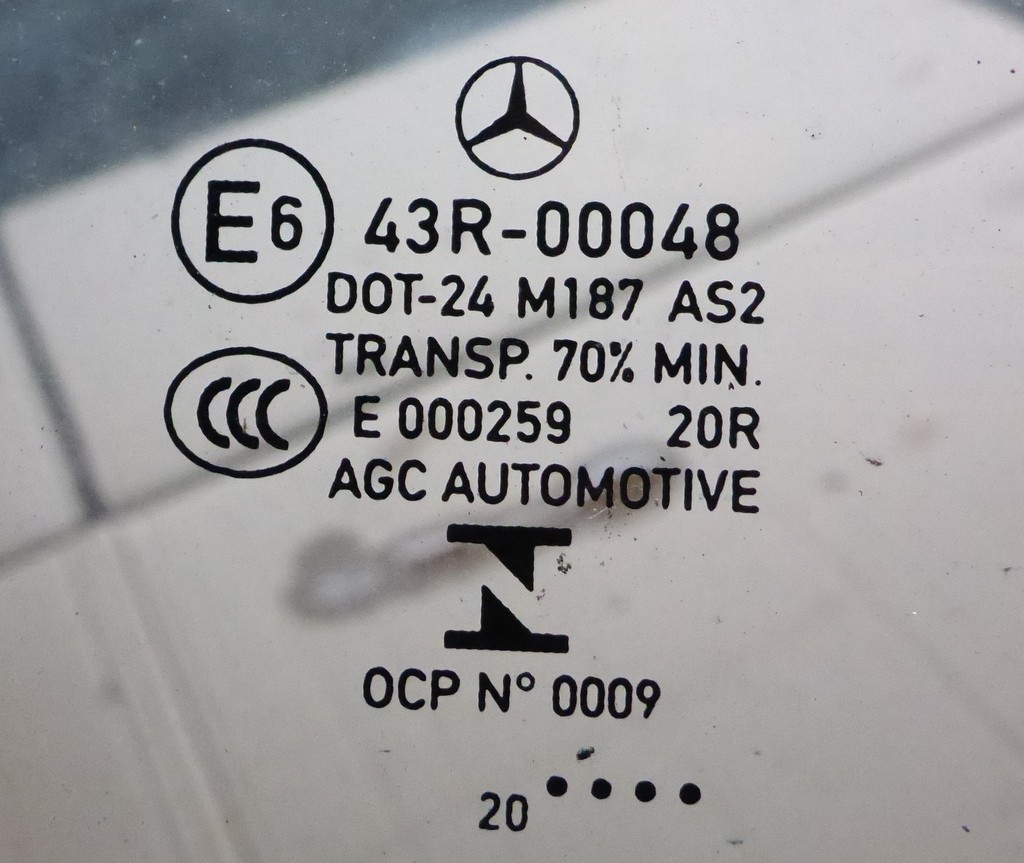 E6 43R-00048
DOT-24 M187 AS2
TRANSP. 70% MIN.
CCC E 000259 20R
AGC AUTOMOTIVE
OCP N° 0009
20 ••••